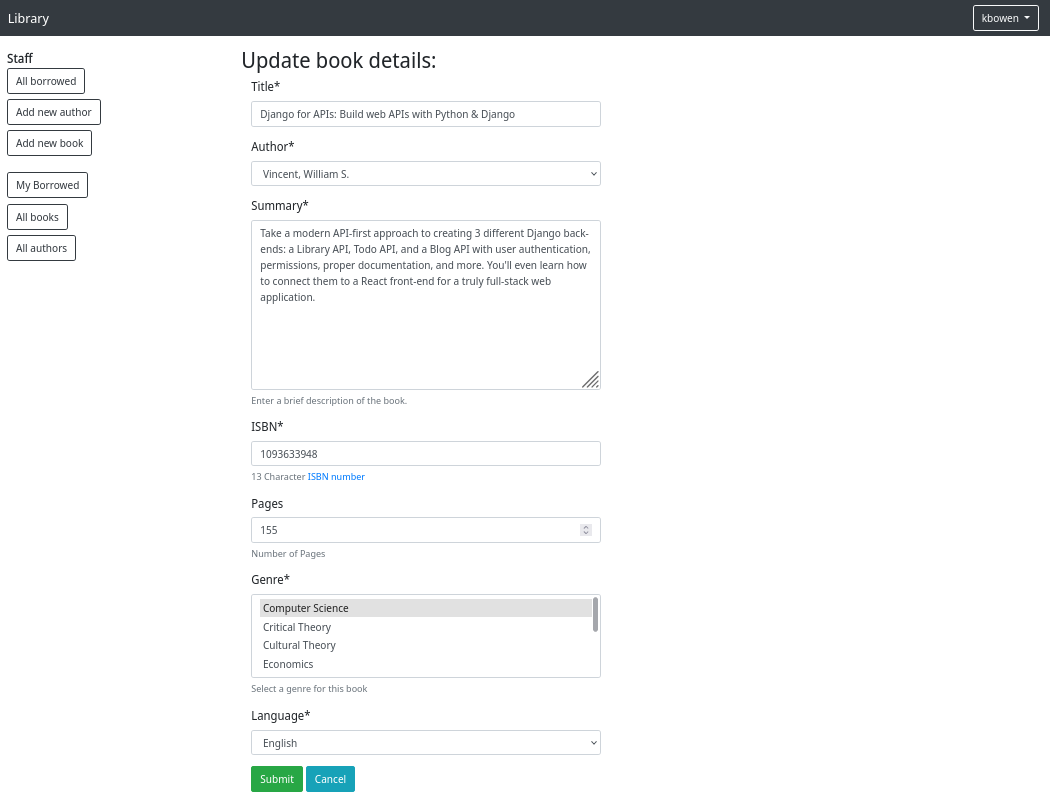 Library
kbowen
Staff
All borrowed
Add new author
Add new book
My Borrowed
All books
All authors
Update book details:
Title*
Django for APIs: Build web APIs with Python & Django
Author*
Vincent, William S.
Summary*
Take a modern API-first approach to creating 3 different Django back-
ends: a Library API, Todo API, and a Blog API with user authentication,
permissions, proper documentation, and more. You'll even learn how
to connect them to a React front-end for a truly full-stack web
application.
Enter a brief description of the book.
ISBN*
1093633948
13 Character ISBN number
Pages
155
Number of Pages
Genre*
Computer Science
Critical Theory
Cultural Theory
Economics
Select a genre for this book
Language*
English
Submit Cancel